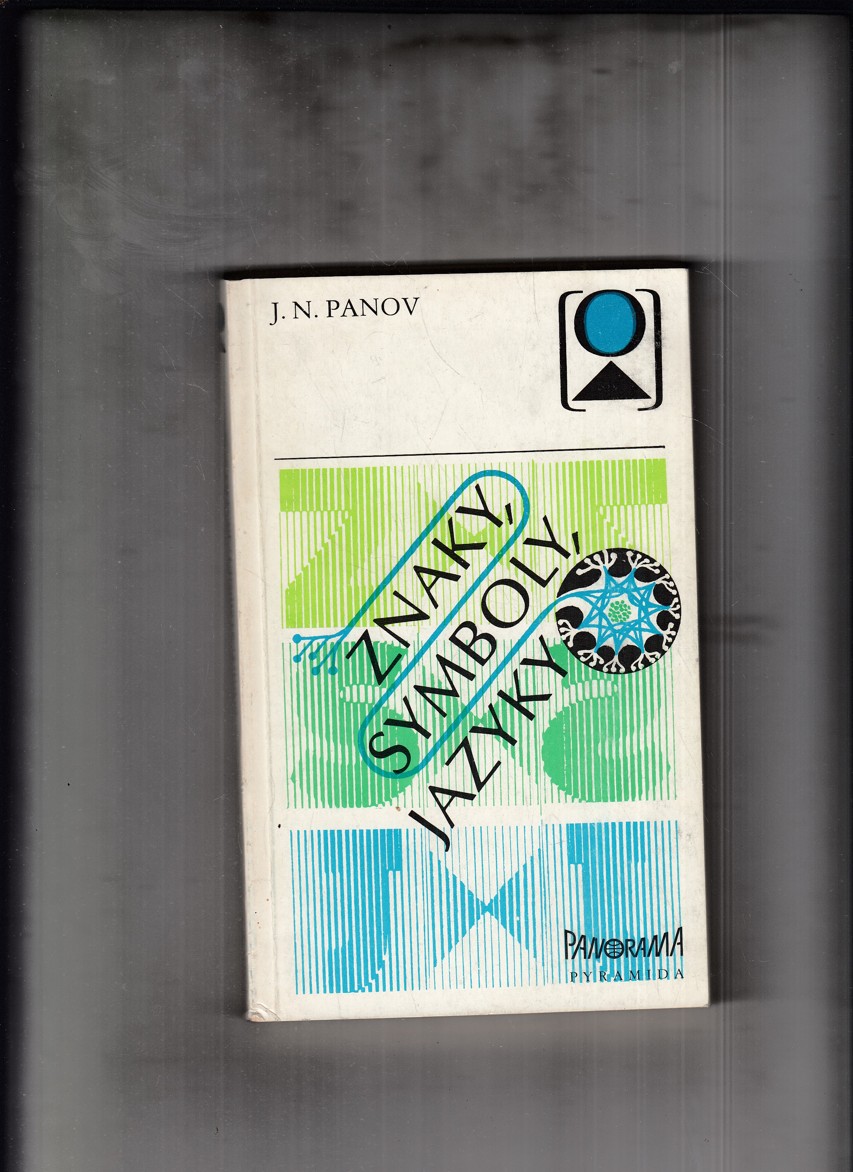 J. N. PANOV
ZNAKY,
SYMBOLY,
JAZYKY
PANORAMA
PYRAMIDA